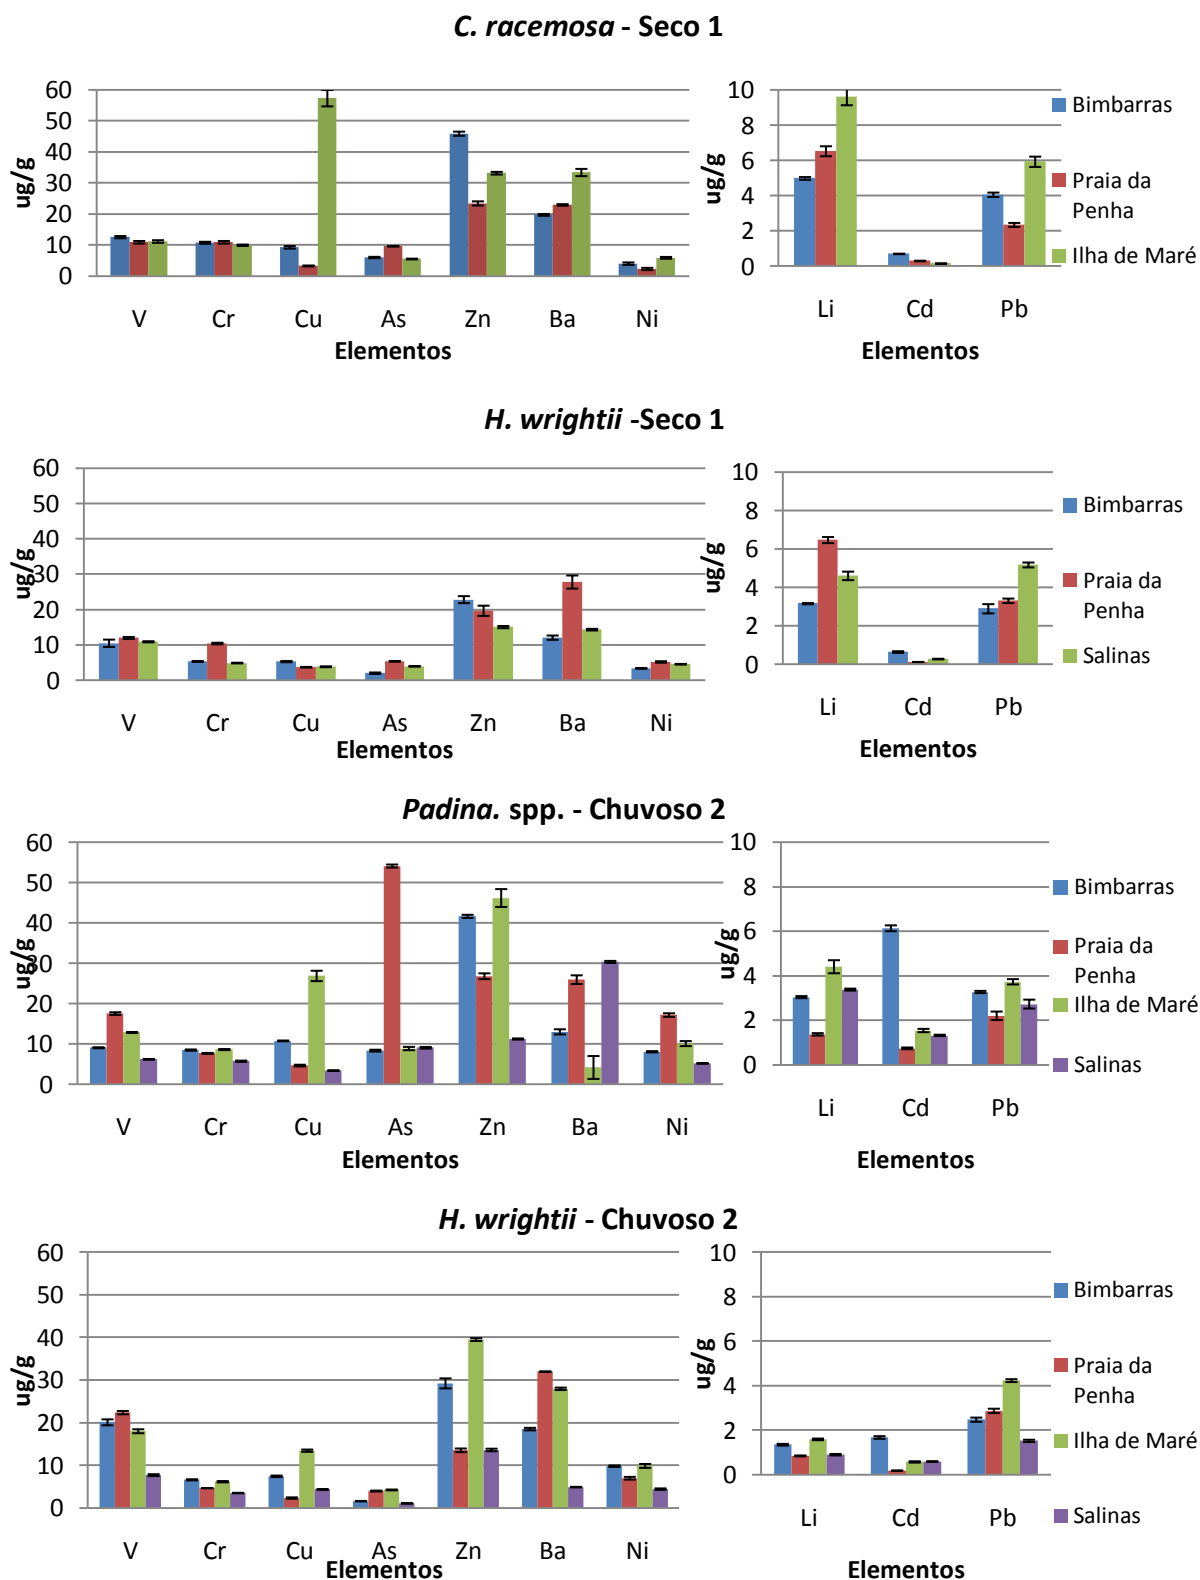 C. racemosa - Seco 1
ug/g
60
50
40
30
20
10
0
V Cr Cu As Zn Ba Ni
Elementos
ug/g
10
8
6
4
2
0
Li Cd Pb
Elementos
Bimbarras
Praia da
Penha
Ilha de Maré
H. wrightii -Seco 1
ug/g
60
50
40
30
20
10
0
V Cr Cu As Zn Ba Ni
Elementos
ug/g
10
8
6
4
2
0
Li Cd Pb
Elementos
Bimbarras
Praia da
Penha
Salinas
Padina. spp. - Chuvoso 2
ug/g
60
50
40
30
20
10
0
V Cr Cu As Zn Ba Ni
Elementos
ug/g
10
8
6
4
2
0
Li Cd Pb
Elementos
Bimbarras
Praia da
Penha
Ilha de Maré
Salinas
H. wrightii - Chuvoso 2
ug/g
60
50
40
30
20
10
0
V Cr Cu As Zn Ba Ni
Elementos
ug/g
10
8
6
4
2
0
Li Cd Pb
Elementos
Bimbarras
Praia da
Penha
Ilha de Maré
Salinas